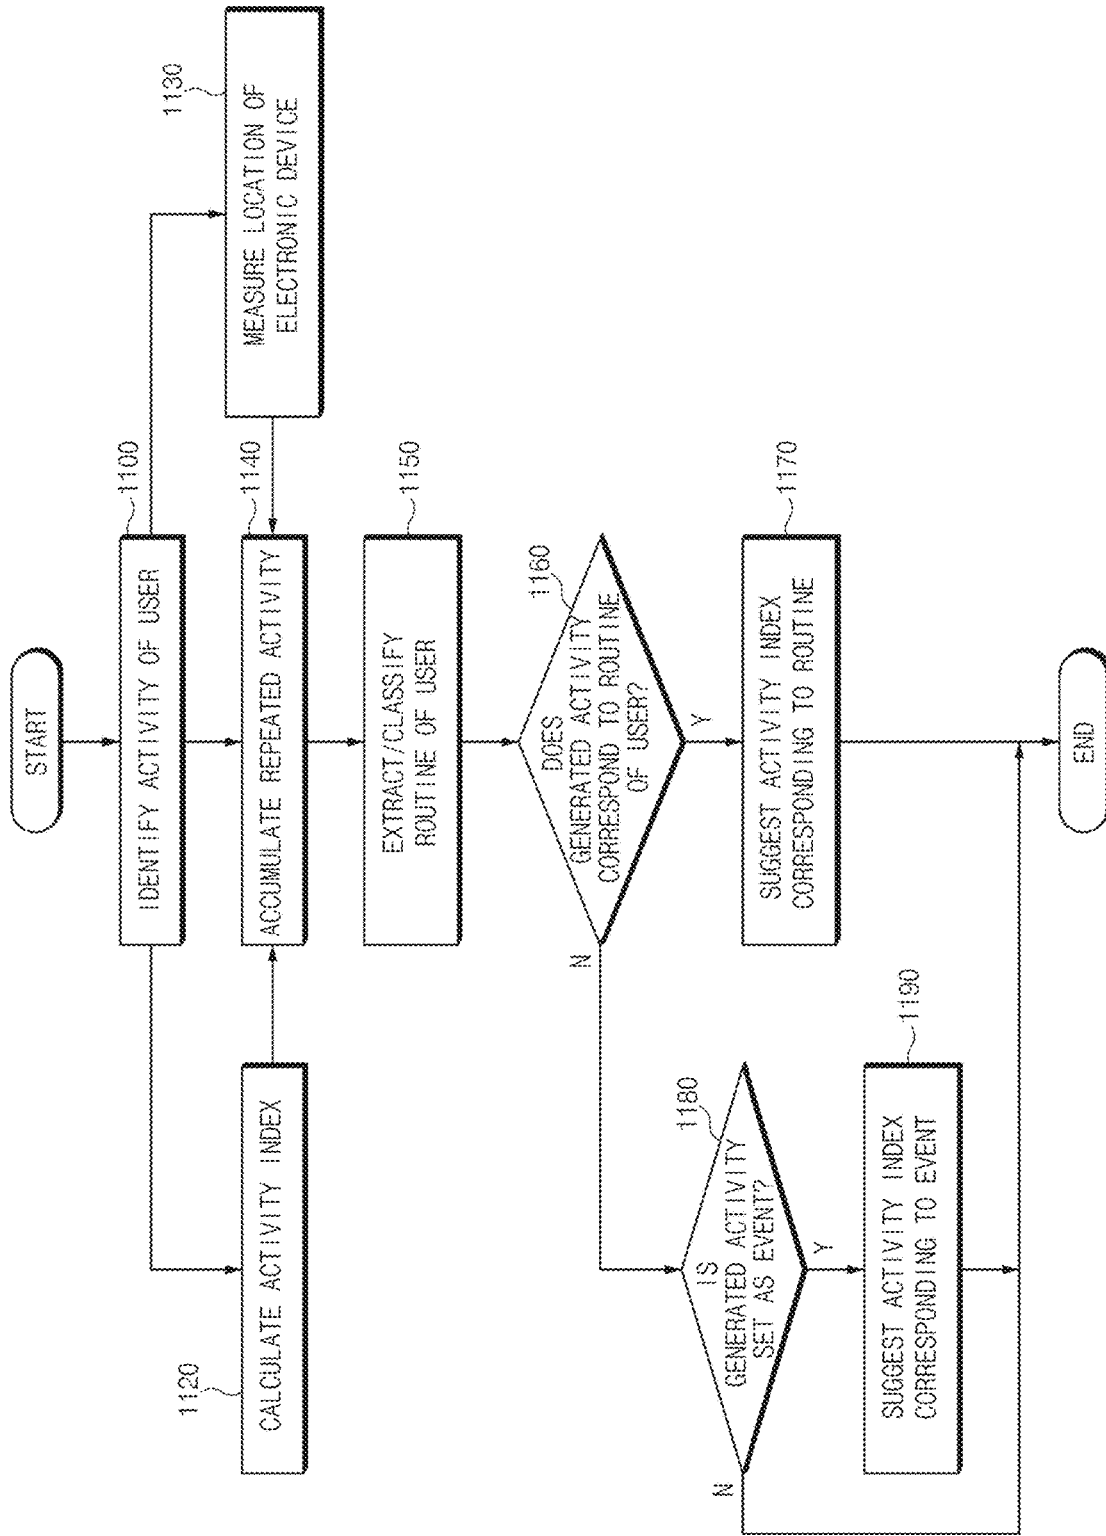 START
1100
IDENTIFY ACTIVITY OF USER
1120
CALCULATE ACTIVITY INDEX
1130
MEASURE LOCATION OF
ELECTRONIC DEVICE
1140
ACCUMULATE REPEATED ACTIVITY
1150
EXTRACT/CLASSIFY
ROUTINE OF USER
1160
DOES
GENERATED ACTIVITY
CORRESPOND TO ROUTINE
OF USER?
N
Y
1170
SUGGEST ACTIVITY INDEX
CORRESPONDING TO ROUTINE
1180
IS
GENERATED ACTIVITY
SET AS EVENT?
N
Y
1190
SUGGEST ACTIVITY INDEX
CORRESPONDING TO EVENT
END